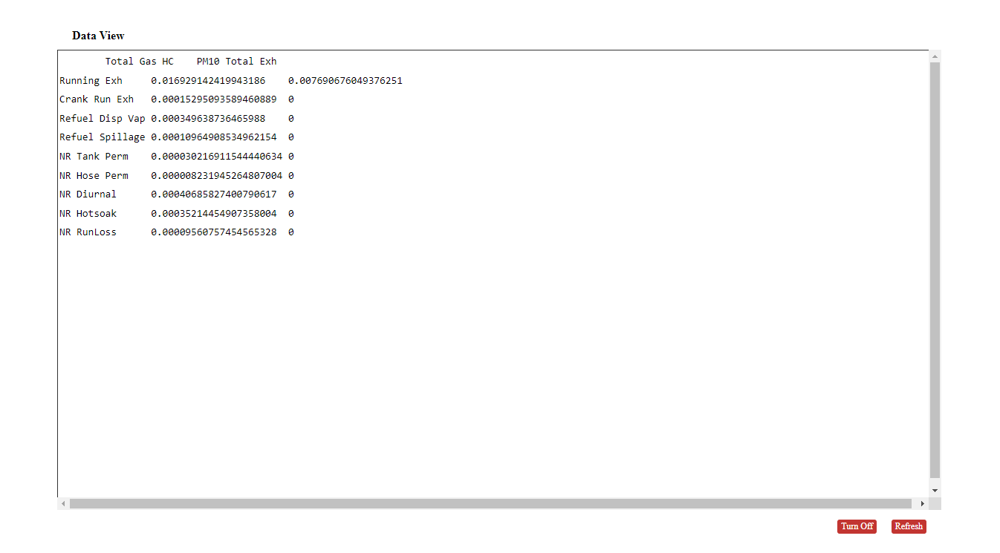 Data View
Total Gas HC PM10 Total Exh
Running Exh 0.016929142419943186 0.007690676049376251
Crank Run Exh 0.00015295093589460889 0
Refuel Disp Vap 0.000349638736465988 0
Refuel Spillage 0.00010964908534962154 0
NR Tank Perm 0.000030216911544440634 0
NR Hose Perm 0.000008231945264807004 0
NR Diurnal 0.00040685827400790617 0
NR Hotsoak 0.00035214454907358004 0
NR RunLoss 0.00009560757454565328 0
Turn Off Refresh